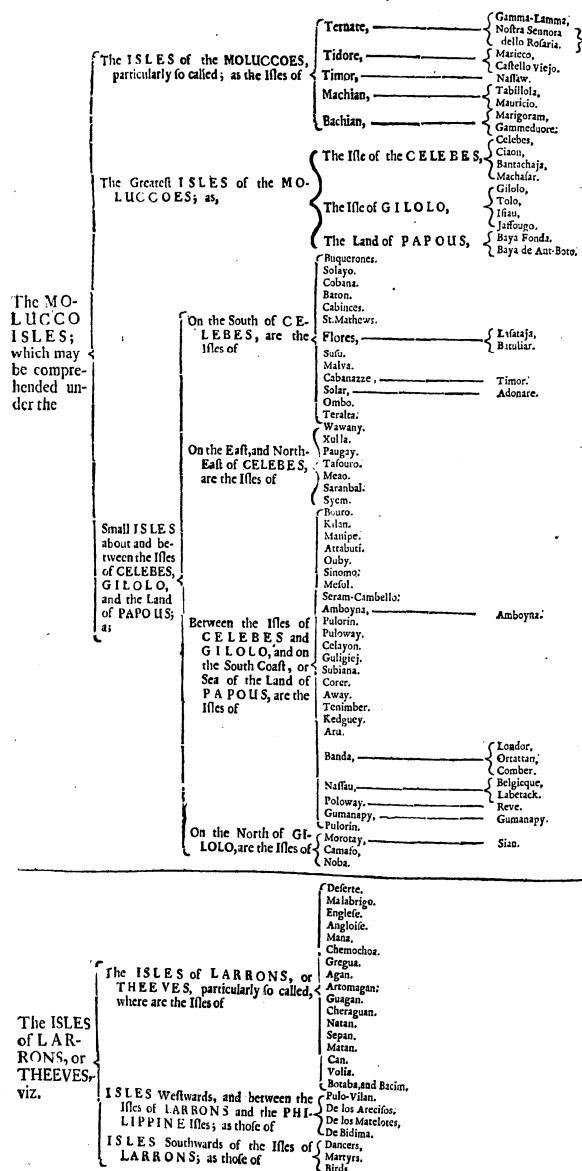 The MO-
LUCCO
ISLES;
which may
be compre-
hended un-
der the
The ISLES of the MOLUCCOES,
particularly ſo called; as the Iſles of
Ternate,
Gamma-Lamma,
Noſtra Sennora
dello Roſaria.
Tidore,
Marieco,
Caſtello Viejo.
Timor,
Naſſaw.
Machian,
Tabillola,
Mauricio.
Bachian,
Marigoram,
Gammeduore.
The Greateſt ISLES of the MO-
LUCCOES; as,
The Iſle of the CELEBES,
Celebes,
Ciaon,
Bantachaja,
Machaſar.
The Iſle of GILOLO,
Gilolo,
Tolo,
Iſiau,
Jaffougo.
The Land of PAPOUS,
Baya Fonda.
Baya de Ant-Boto.
Small ISLES
about and be-
tween the Iſles
of CELEBES,
GILOLO,
and the Land
of PAPOUS;
as
On the South of CE-
LEBES, are the
Iſles of
Buquerones.
Solayo.
Cobana.
Baton.
Cabinces.
St. Mathews.
Flores,
Laſataja,
Batuliar.
Suſu.
Malva.
Cabanazze,
Timor.
Solar,
Adonare.
Ombo.
Teralta.
On the Eaſt, and North-
Eaſt of CELEBES,
are the Iſles of
Wawany.
Xulla.
Paugay.
Tafouro.
Meao.
Saranbal.
Syem.
Between the Iſles of
CELEBES and
GILOLO, and on
the South Coaſt, or
Sea of the Land of
PAPOUS, are the
Iſles of
Bouro.
Kilan.
Manipe.
Attabuti.
Ouby.
Sinomo.
Meſol.
Seram-Cambello.
Amboyna,
Amboyna.
Pulorin.
Puloway.
Celayon.
Guligiej.
Subiana.
Corer.
Away.
Tenimber.
Kedguey.
Aru.
Banda,
Londor,
Ortattan,
Comber.
Naſſau,
Belgicque,
Labetack.
Poloway.
Reve.
Gumanapy,
Gumanapy.
Pulorin.
On the North of GI-
LOLO, are the Iſles of
Morotay,
Sian.
Camafo,
Noba.
The ISLES
of LAR-
RONS, or
THEEVES,
viz.
The ISLES of LARRONS, or
THEEVES, particularly ſo called,
where are the Iſles of
Deſerte.
Malabrigo.
Engleſe.
Angloiſe.
Mana.
Chemochoa.
Gregua.
Agan.
Artomagan.
Guagan.
Cheraguan.
Natan.
Sepan.
Matan.
Can.
Volia.
Botaba, and Bacim.
ISLES Weſtwards, and between the
Iſles of LARRONS and the PHI-
LIPPINE Iſles; as thoſe of
Pulo-Vilan.
De los Areciſos.
De los Matelotes,
De Bidima.
ISLES Southwards of the Iſles of
LARRONS; as thoſe of
Dancers,
Martyrs.
Birds.